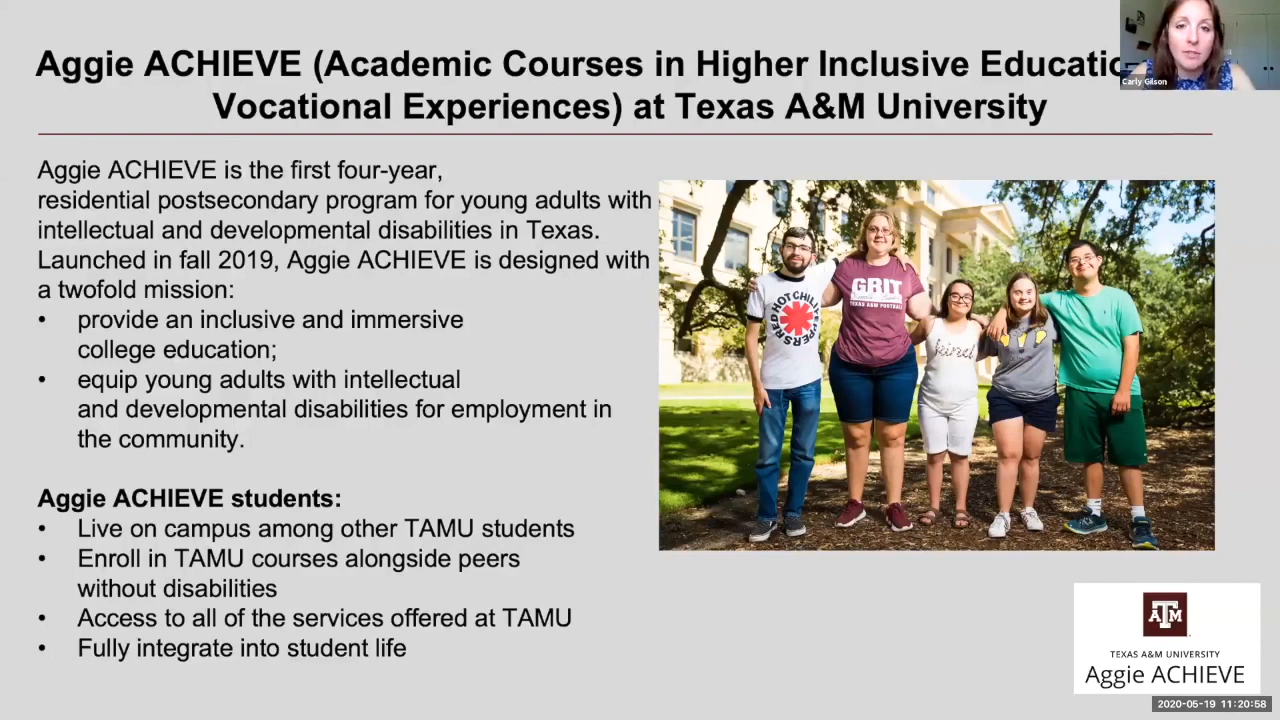 Aggie ACHIEVE (Academic Courses in Higher Inclusive Educatio
Vocational Experiences) at Texas A&M University
Carly Gilson
Aggie ACHIEVE is the first four-year,
residential postsecondary program for young adults with
intellectual and developmental disabilities in Texas.
Launched in fall 2019, Aggie ACHIEVE is designed with
a twofold mission:
• provide an inclusive and immersive
college education;
• equip young adults with intellectual
and developmental disabilities for employment in
the community.
Aggie ACHIEVE students:
• Live on campus among other TAMU students
• Enroll in TAMU courses alongside peers
without disabilities
• Access to all of the services offered at TAMU
• Fully integrate into student life
RED HOT CHILI PEPPERS
GRIT
TEXAS A&M FOOTBALL
ATM
TEXAS A&M UNIVERSITY
Aggie ACHIEVE
2020-05-19 11:20:58